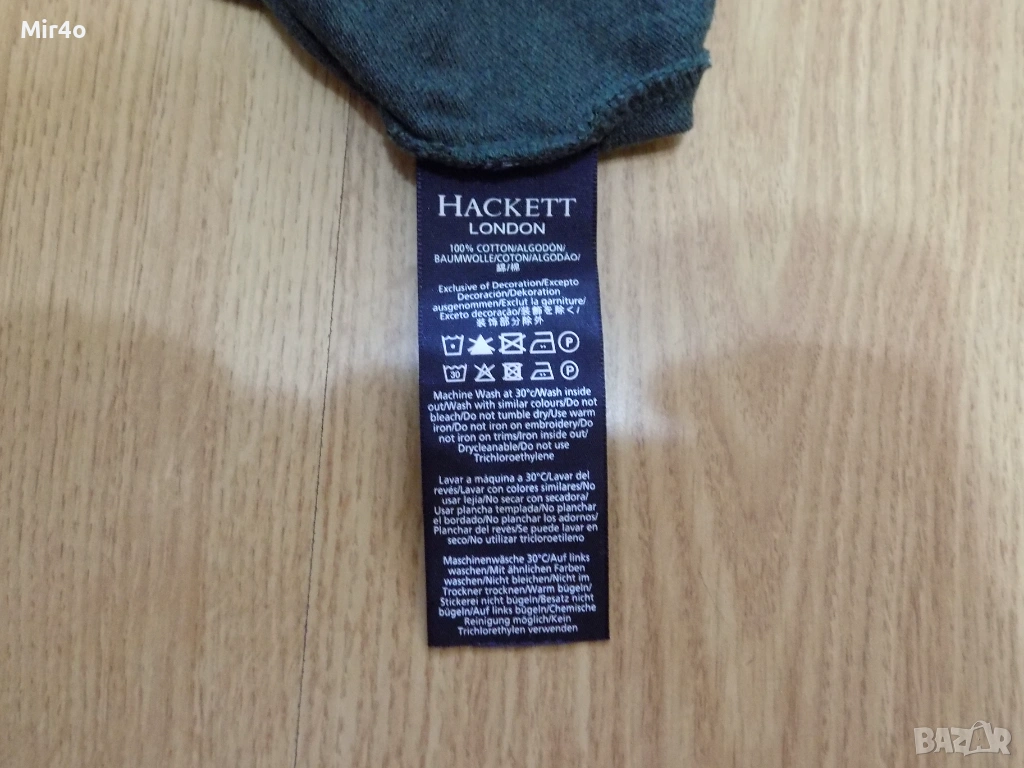 Mir4o
HACKETT
LONDON
100% COTTON/ALGODÓN/
BAUMWOLLE/COTON/ALGODÃO/
綿/棉
Exclusive of Decoration/Excepto
Decoración/Dekoration
ausgenommen/Exclut la garniture/
Exceto decoração/装飾を除く/
装饰部分除外
P
30
P
Machine Wash at 30°c/Wash inside
out/Wash with similar colours/Do not
bleach/Do not tumble dry/Use warm
iron/Do not iron on embroidery/Do
not iron on trims/Iron inside out/
Drycleanable/Do not use
Trichloroethylene
Lavar a máquina a 30°C/Lavar del
revés/Lavar con colores similares/No
usar lejía/No secar con secadora/
Usar plancha templada/No planchar
el bordado/No planchar los adornos/
Planchar del revés/Se puede lavar en
seco/No utilizar tricloroetileno
Maschinenwäsche 30°C/Auf links
waschen/Mit ähnlichen Farben
waschen/Nicht bleichen/Nicht im
Trockner trocknen/Warm bügeln/
Stickerei nicht bügeln/Besatz nicht
bügeln/Auf links bügeln/Chemische
Reinigung möglich/Kein
Trichlorethylen verwenden
BAZAR